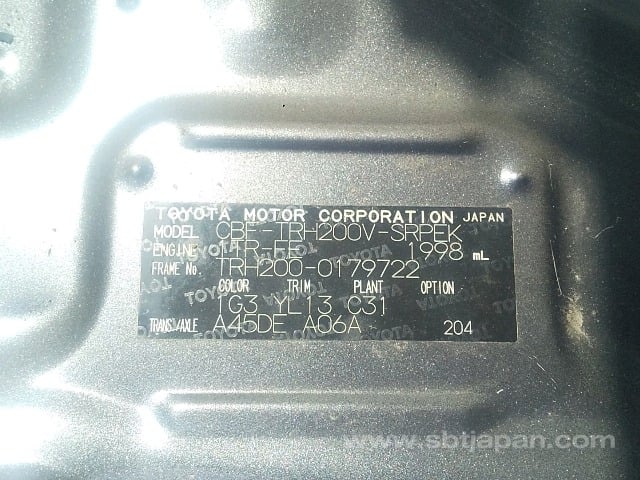 TOYOTA MOTOR CORPORATION JAPAN
MODEL CBF-TRH200V-SRPEK
ENGINE 1TR-FE 1998 mL
FRAME No. TRH200-0179722
COLOR TRIM PLANT OPTION
1G3 YL13 C31
TRANS/AXLE A45DE A06A 204
www.sbtjapan.com